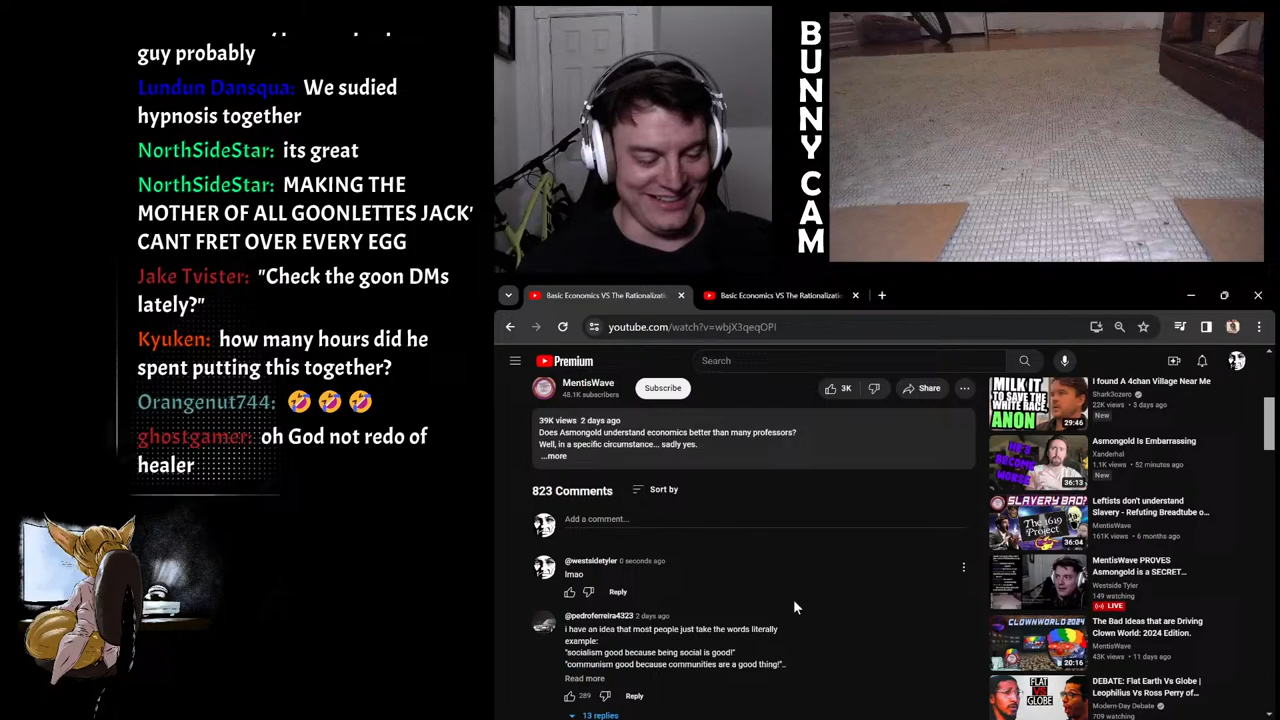 guy probably
Lundun Dansqua: We sudied
hypnosis together
NorthSideStar: its great
NorthSideStar: MAKING THE
MOTHER OF ALL GOONLETTES JACK'
CANT FRET OVER EVERY EGG
Jake Tvister: "Check the goon DMs
lately?"
Kyuken: how many hours did he
spent putting this together?
Orangenut744: 🤣 🤣 🤣
ghostgamer: oh God not redo of
healer
BUNNY CAM
Basic Economics VS The Rationalizati
Basic Economics VS The Rationalizati
youtube.com/watch?v=wbjX3qeqOPI
Premium
Search
MentisWave
48.1K subscribers
Subscribe
3K
Share
39K views 2 days ago
Does Asmongold understand economics better than many professors?
Well, in a specific circumstance... sadly yes.
...more
823 Comments
Sort by
Add a comment...
@westsidetyler 0 seconds ago
lmao
Reply
@pedroferreira4323 2 days ago
i have an idea that most people just take the words literally
example:
"socialism good because being social is good!"
"communism good because communities are a good thing!"..
Read more
289
Reply
13 replies
MILK IT
TO SAVE
THE WHITE
RACE,
ANON
29:46
I found A 4chan Village Near Me
Shark3ozero
22K views • 3 days ago
New
HE'S
BECOME
WORSE
36:13
Asmongold Is Embarrassing
Xanderhal
1.1K views • 52 minutes ago
New
SLAVERY BAD?
The
1619
Project
36:04
Leftists don't understand
Slavery - Refuting Breadtube o...
MentisWave
161K views • 6 months ago
MentisWave PROVES
Asmongold is a SECRET...
Westside Tyler
149 watching
LIVE
CLOWNWORLD 2024
20:16
The Bad Ideas that are Driving
Clown World: 2024 Edition.
MentisWave
43K views • 11 days ago
FLAT
VS
GLOBE
DEBATE: Flat Earth Vs Globe |
Leophilius Vs Ross Perry of...
Modern-Day Debate
709 watching